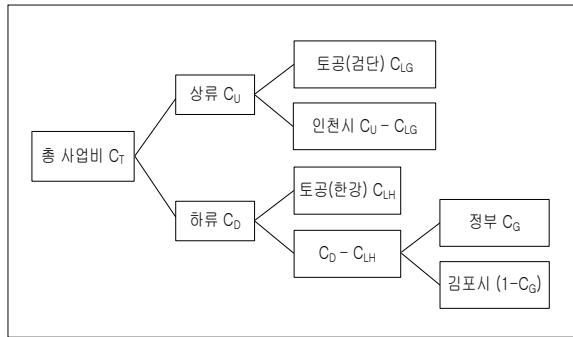 토공(검단) C_LG
상류 C_U
인천시 C_U – C_LG
총 사업비 C_T
토공(한강) C_LH
하류 C_D
정부 C_G
C_D – C_LH
김포시 (1-C_G)